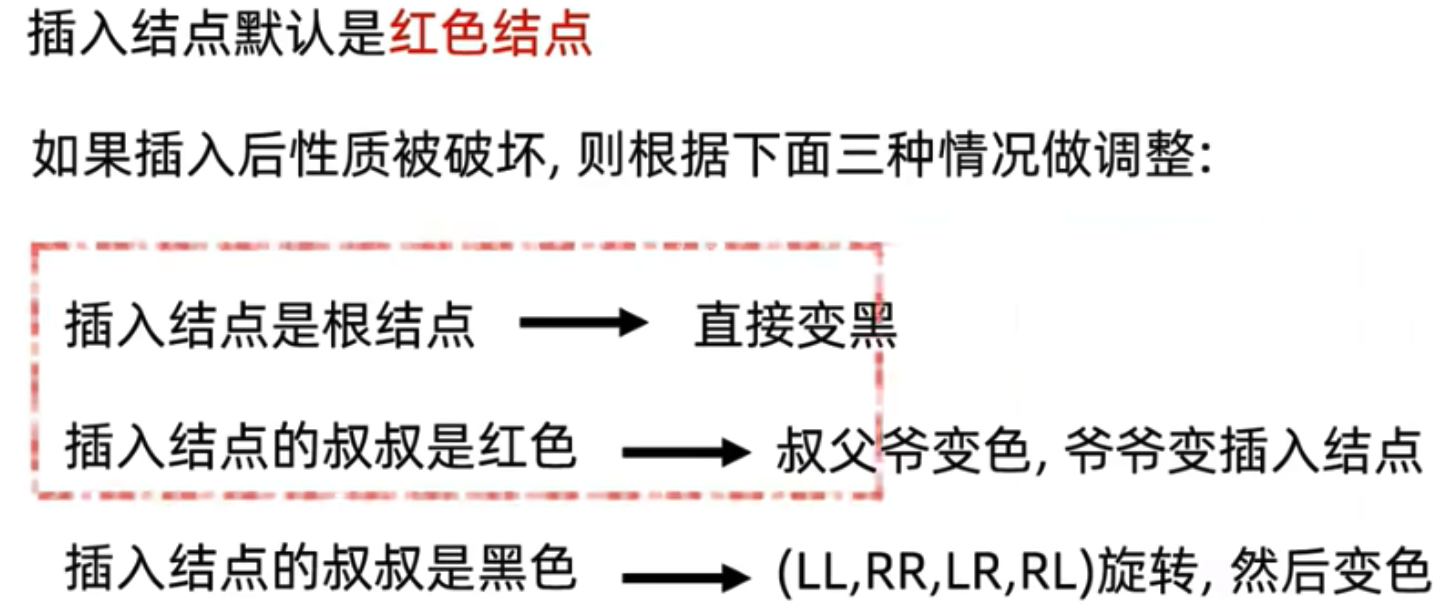 插入结点默认是红色结点
如果插入后性质被破坏, 则根据下面三种情况做调整:
插入结点是根结点 → 直接变黑
插入结点的叔叔是红色 → 叔父爷变色, 爷爷变插入结点
插入结点的叔叔是黑色 → (LL,RR,LR,RL)旋转, 然后变色